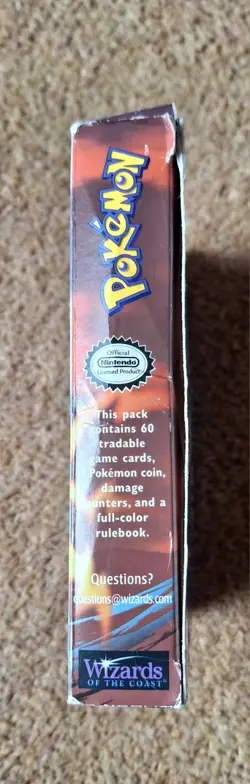 POKéMON
Official
Nintendo
Licensed Product
This pack
contains 60
tradable
game cards,
Pokémon coin,
damage
unters, and a
full-color
rulebook.
Questions?
questions@wizards.com
Wizards
OF THE COAST®